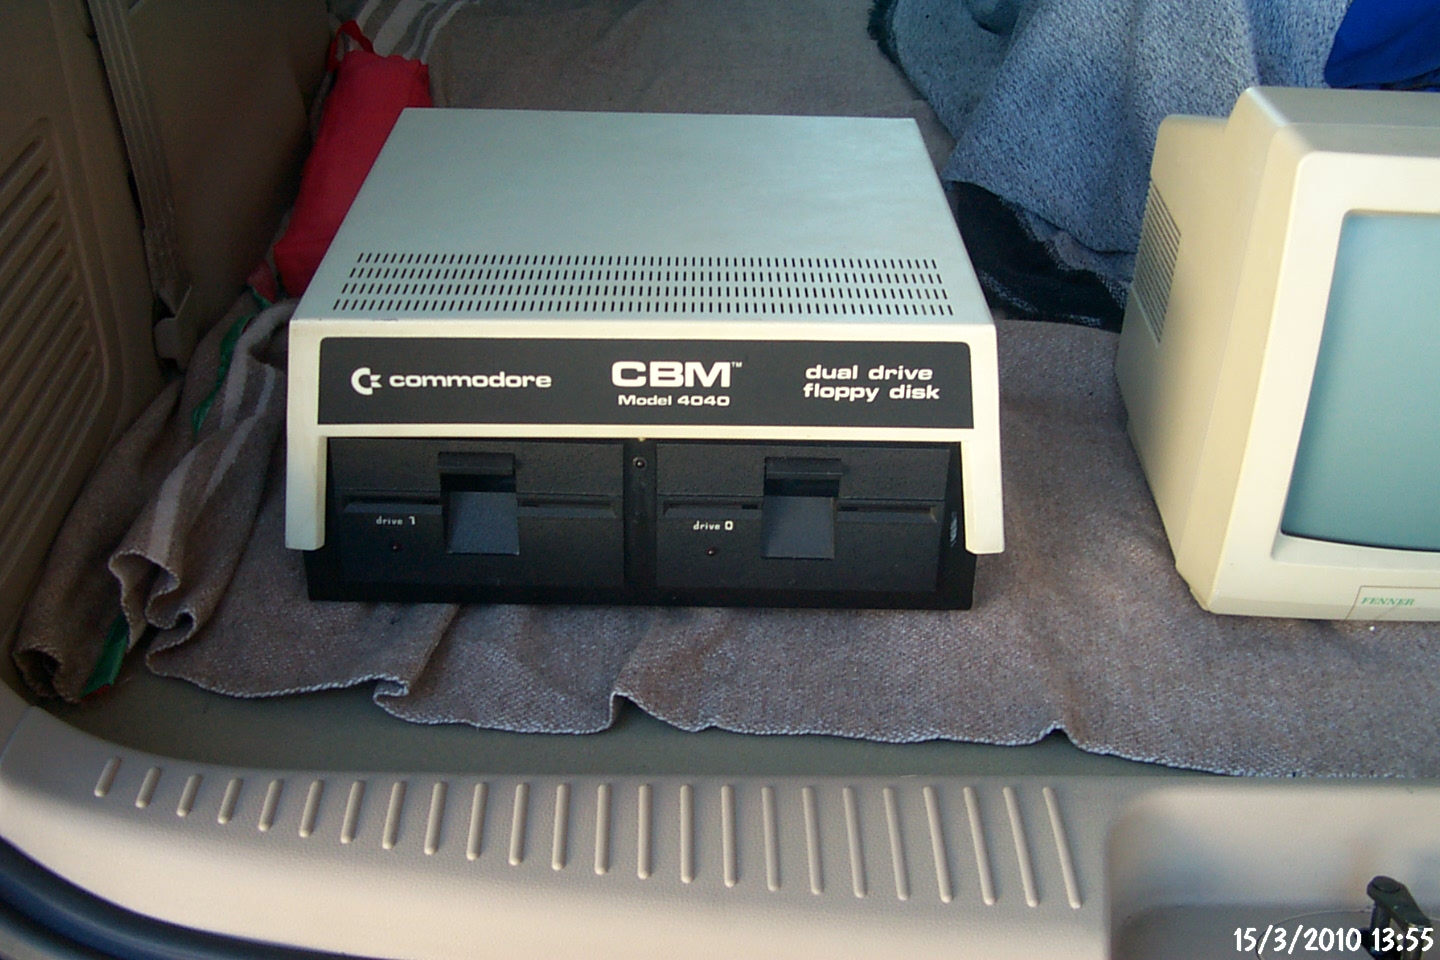 commodore
CBM™
Model 4040
dual drive
floppy disk
drive 1
drive 0
FENNER
15/3/2010 13:55